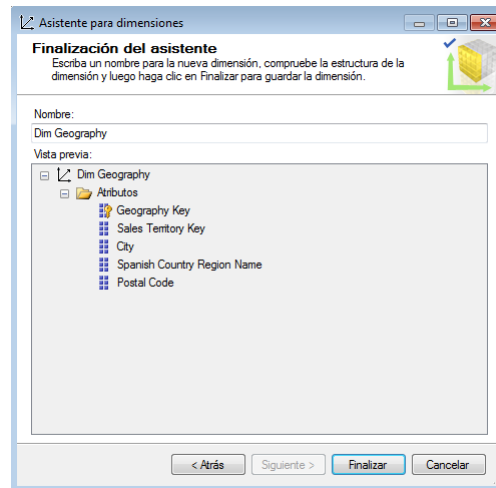 Asistente para dimensiones
Finalización del asistente
Escriba un nombre para la nueva dimensión, compruebe la estructura de la
dimensión y luego haga clic en Finalizar para guardar la dimensión.
Nombre:
Dim Geography
Vista previa:
Dim Geography
Atributos
Geography Key
Sales Territory Key
City
Spanish Country Region Name
Postal Code
< Atrás Siguiente > Finalizar Cancelar